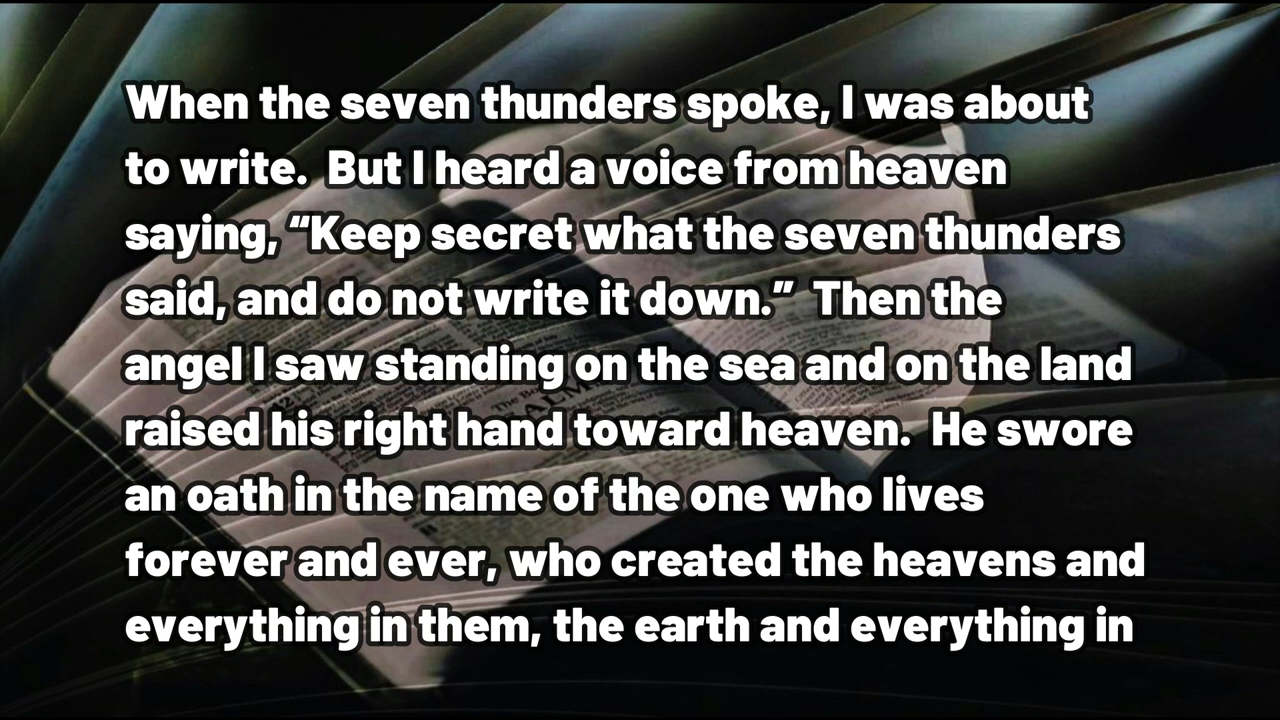 When the seven thunders spoke, I was about
to write.  But I heard a voice from heaven
saying, “Keep secret what the seven thunders
said, and do not write it down.”  Then the
angel I saw standing on the sea and on the land
raised his right hand toward heaven.  He swore
an oath in the name of the one who lives
forever and ever, who created the heavens and
everything in them, the earth and everything in